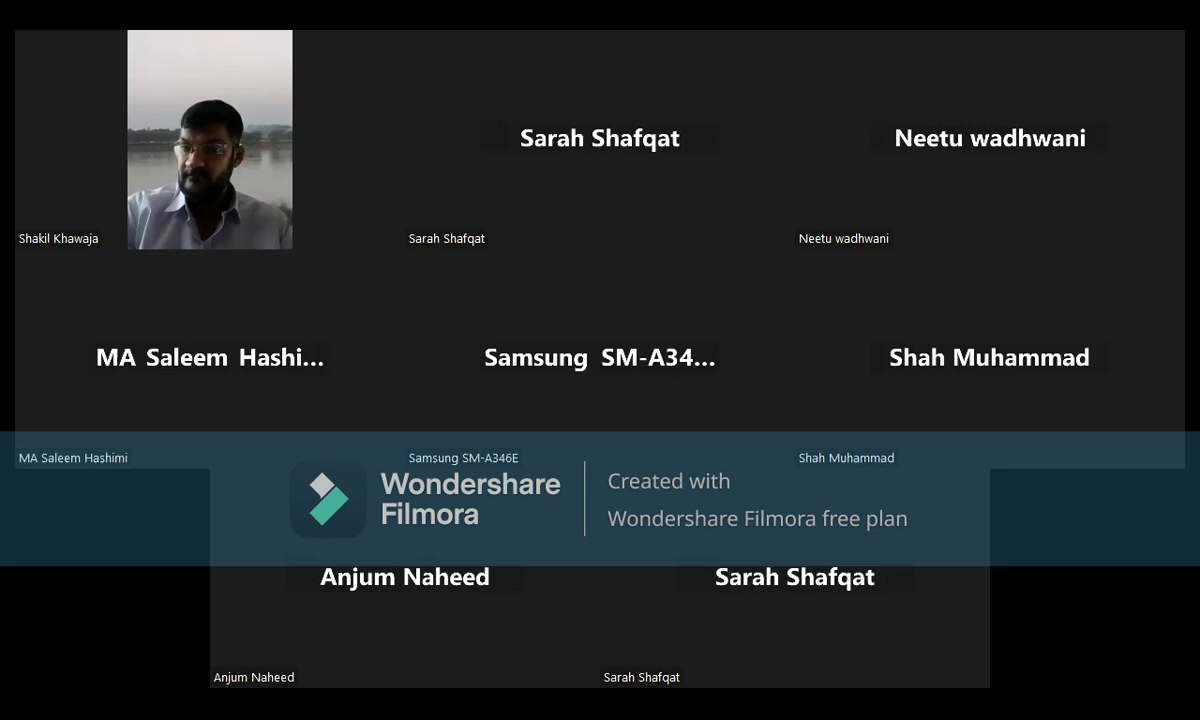 Sarah Shafqat
Neetu wadhwani
Shakil Khawaja
Sarah Shafqat
Neetu wadhwani
MA Saleem Hashi...
Samsung SM-A34...
Shah Muhammad
MA Saleem Hashimi
Samsung SM-A346E
Shah Muhammad
Wondershare
Filmora
Created with
Wondershare Filmora free plan
Anjum Naheed
Sarah Shafqat
Anjum Naheed
Sarah Shafqat